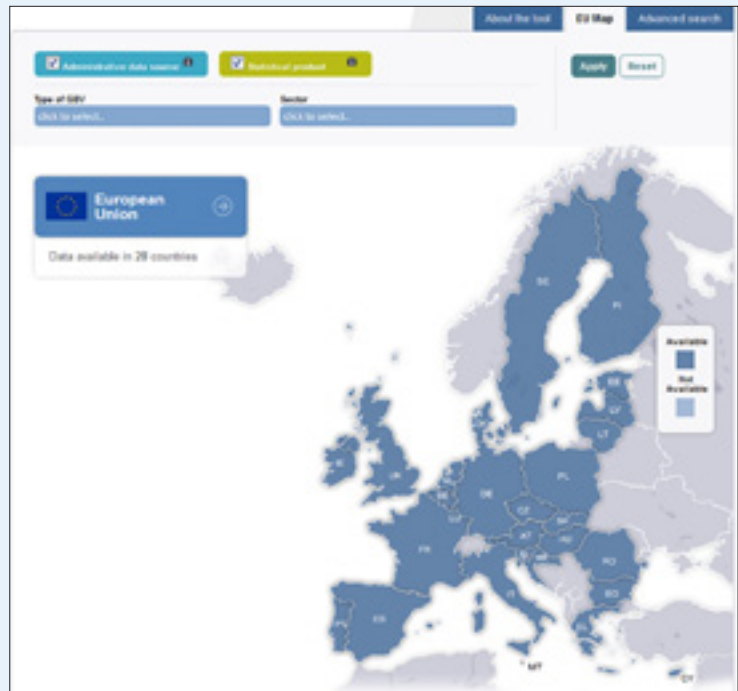 About the tool EU Map Advanced search
Administrative data source Statistical product Apply Reset
Type of GBV Sector
click to select.. click to select..
European
Union
Data available in 28 countries
SE
FI
Available
Not
Available
EE
LV
LT
IE
UK
NL
BE
DE
PL
LU
CZ
SK
FR
AT
HU
SI
HR
RO
IT
BG
PT
ES
EL
MT
CY